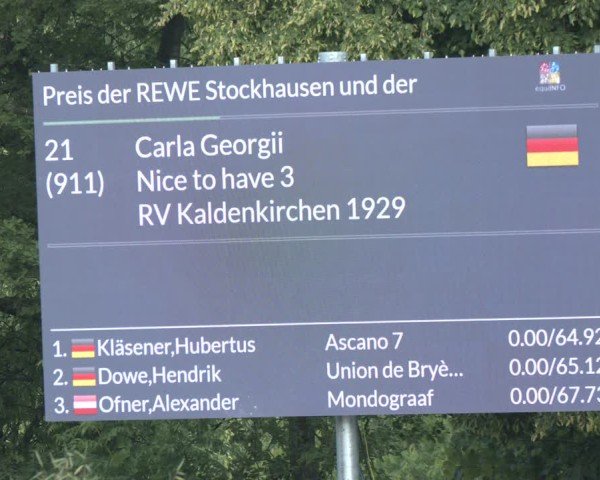 Preis der REWE Stockhausen und der
equiINFO
21 Carla Georgii
(911) Nice to have 3
RV Kaldenkirchen 1929
1. Kläsener,Hubertus Ascano 7 0.00/64.92
2. Dowe,Hendrik Union de Bryè... 0.00/65.12
3. Ofner,Alexander Mondograaf 0.00/67.73